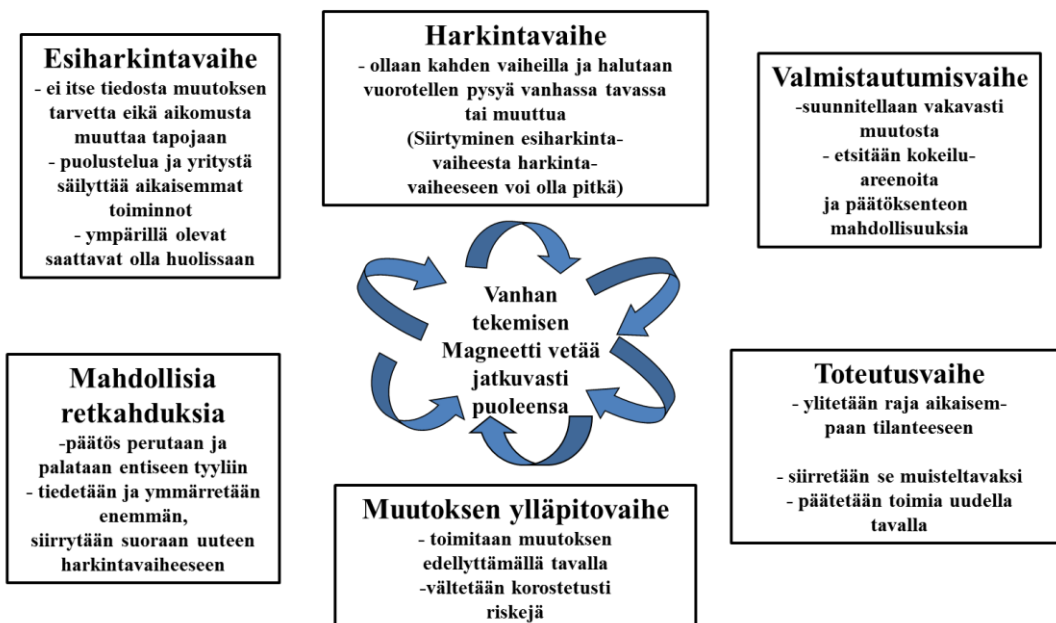 Esiharkintavaihe
- ei itse tiedosta muutoksen
tarvetta eikä aikomusta
muuttaa tapojaan
- puolustelua ja yritystä
säilyttää aikaisemmat
toiminnot
- ympärillä olevat
saattavat olla huolissaan
Harkintavaihe
- ollaan kahden vaiheilla ja halutaan
vuorotellen pysyä vanhassa tavassa
tai muuttua
(Siirtyminen esiharkinta-
vaiheesta harkinta-
vaiheeseen voi olla pitkä)
Valmistautumisvaihe
-suunnitellaan vakavasti
muutosta
- etsitään kokeilu-
areenoita
ja päätöksenteon
mahdollisuuksia
Vanhan
tekemisen
Magneetti vetää
jatkuvasti
puoleensa
Mahdollisia
retkahduksia
-päätös perutaan ja
palataan entiseen tyyliin
- tiedetään ja ymmärretään
enemmän,
siirrytään suoraan uuteen
harkintavaiheeseen
Muutoksen ylläpitovaihe
- toimitaan muutoksen
edellyttämällä tavalla
-vältetään korostetusti
riskejä
Toteutusvaihe
- ylitetään raja aikaisem-
paan tilanteeseen
- siirretään se muisteltavaksi
- päätetään toimia uudella
tavalla